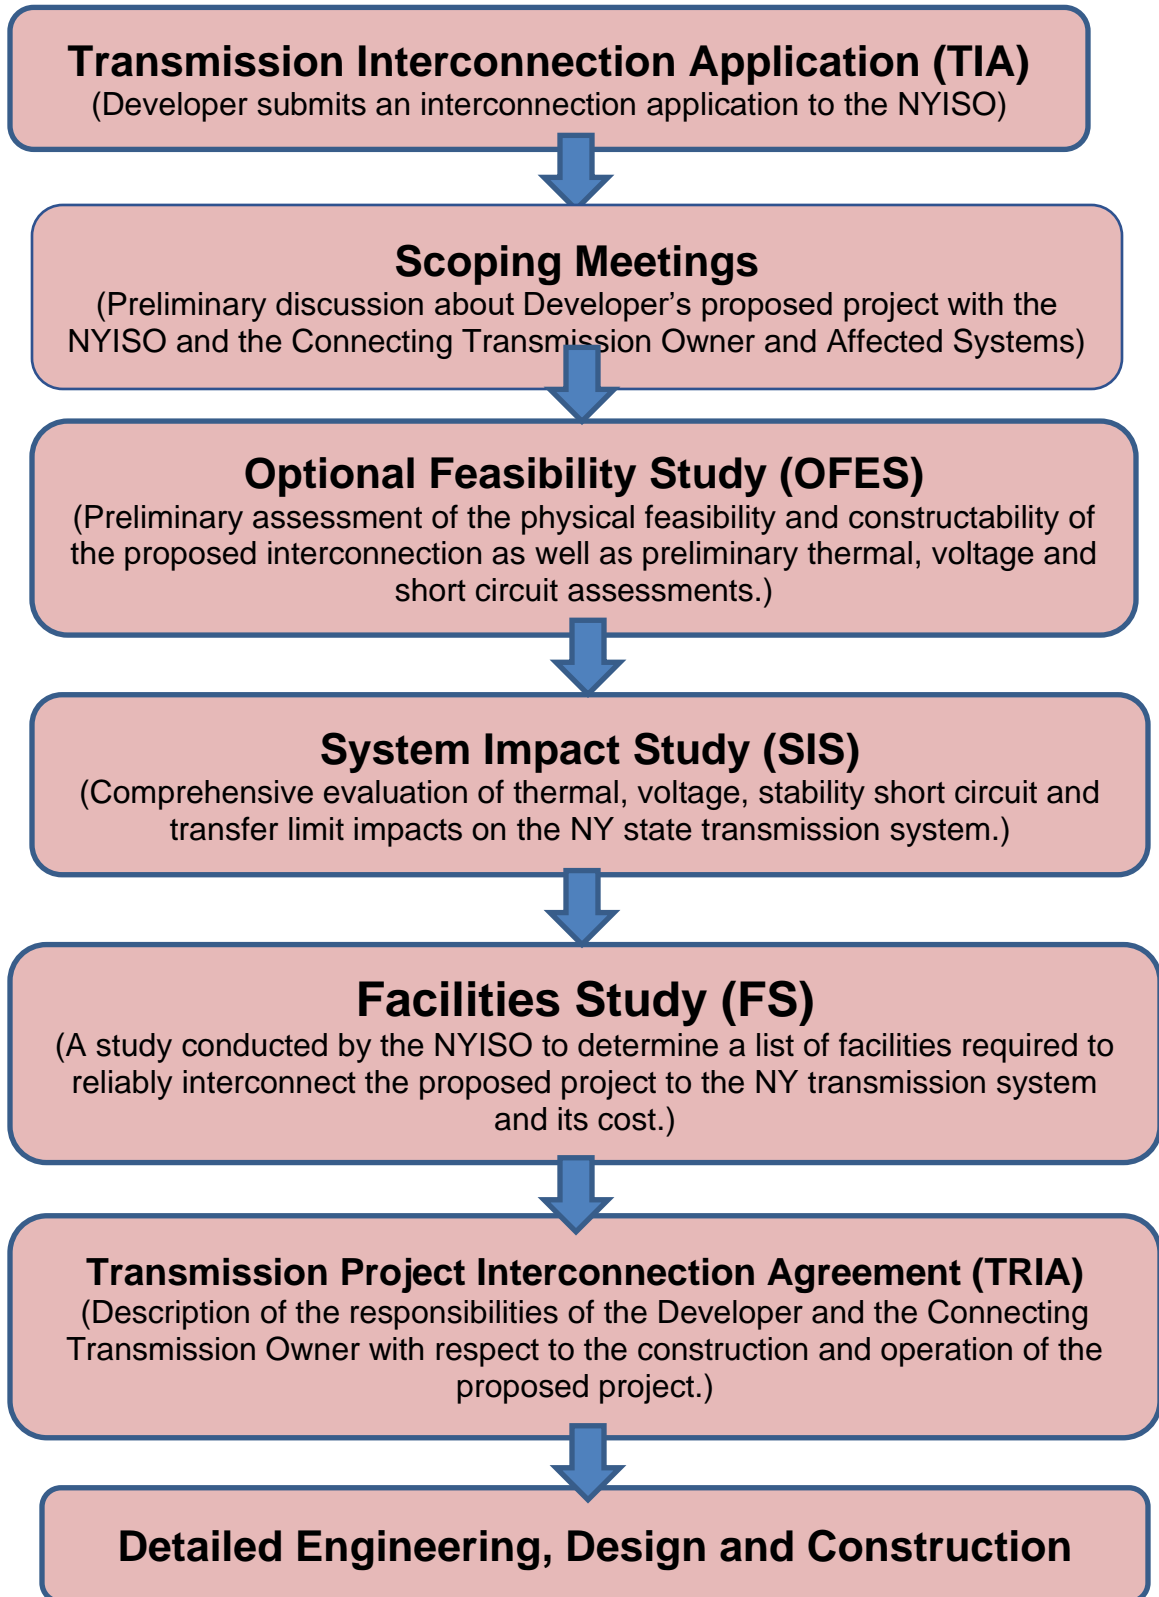 Transmission Interconnection Application (TIA)
(Developer submits an interconnection application to the NYISO)
Scoping Meetings
(Preliminary discussion about Developer’s proposed project with the
NYISO and the Connecting Transmission Owner and Affected Systems)
Optional Feasibility Study (OFES)
(Preliminary assessment of the physical feasibility and constructability of
the proposed interconnection as well as preliminary thermal, voltage and
short circuit assessments.)
System Impact Study (SIS)
(Comprehensive evaluation of thermal, voltage, stability short circuit and
transfer limit impacts on the NY state transmission system.)
Facilities Study (FS)
(A study conducted by the NYISO to determine a list of facilities required to
reliably interconnect the proposed project to the NY transmission system
and its cost.)
Transmission Project Interconnection Agreement (TRIA)
(Description of the responsibilities of the Developer and the Connecting
Transmission Owner with respect to the construction and operation of the
proposed project.)
Detailed Engineering, Design and Construction